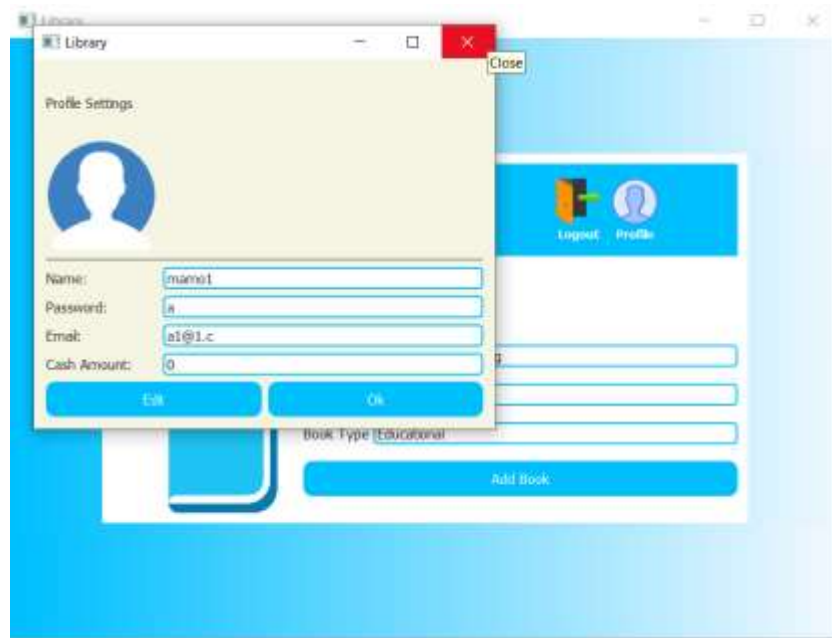 Library
Library
Close
Profile Settings
Logout Profile
Name: mamo1
Password: a
Email: a1@1.c
Cash Amount: 0
Edit Ok
g
Book Type Educational
Add Book